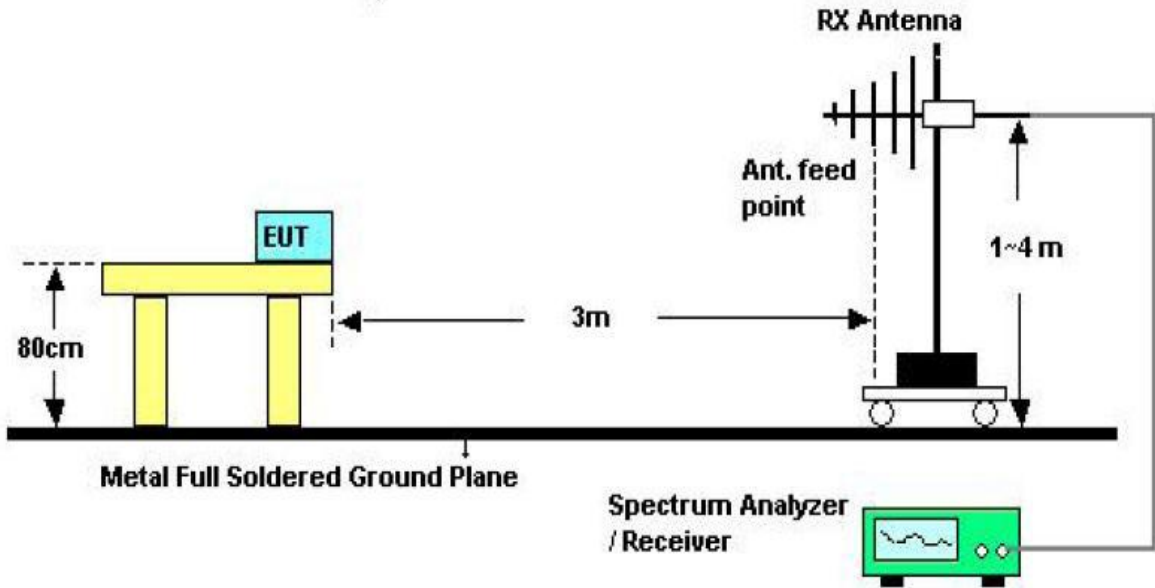 RX Antenna
Ant. feed
point
EUT
1~4 m
3m
80cm
Metal Full Soldered Ground Plane
Spectrum Analyzer
/ Receiver